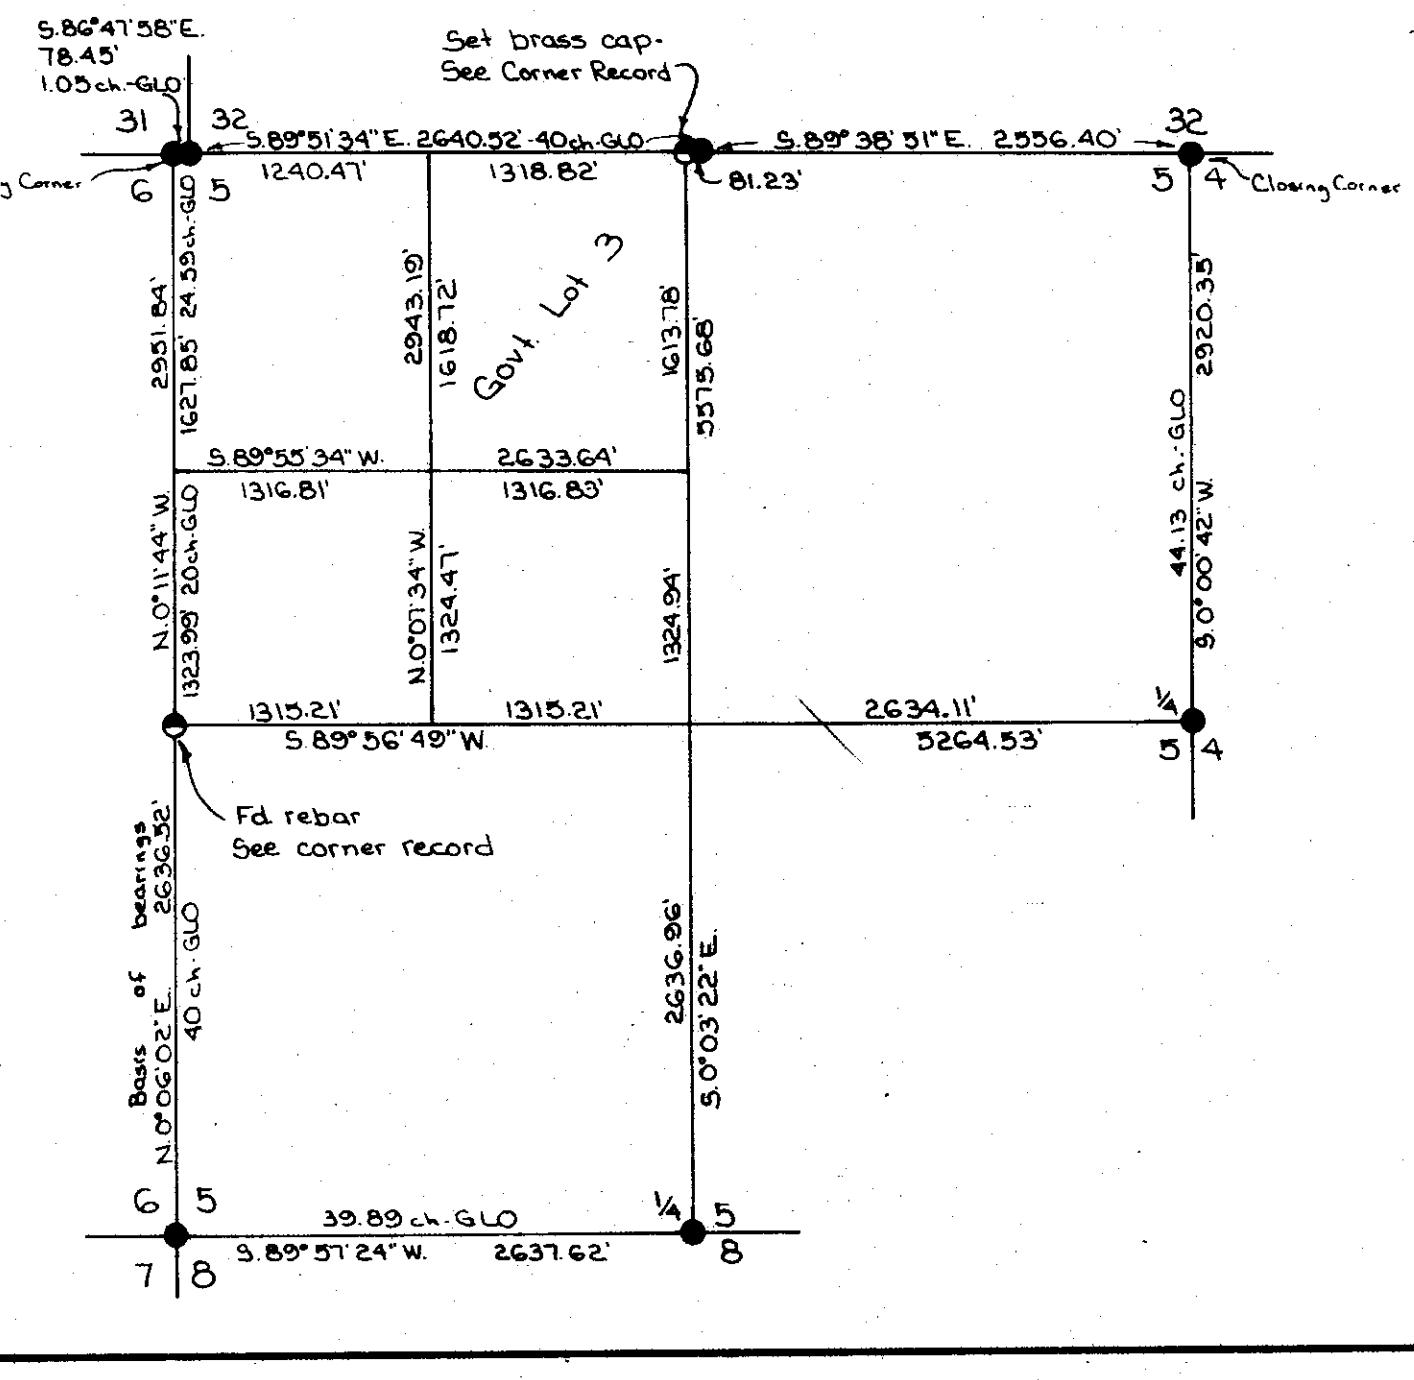 S.86°47'58"E.
78.45'
1.05 ch.-GLO
Set brass cap-
See Corner Record
31
32
S.89°51'34"E. 2640.52'-40ch.-GLO
S.89°38'51"E. 2556.40'
32
1240.47'
1318.82'
81.23'
Corner
6
5
5
4
Closing Corner
2951.84'
N.0°11'44"W.
1627.85' 24.59ch.-GLO
2943.19'
1618.72'
Govt. Lot 3
1613.78'
5575.68'
2920.35'
44.13 ch.-GLO
S.0°00'42"W.
S.89°55'34"W.
2633.64'
1316.81'
1316.83'
1323.99' 20ch-GLO
N.0°07'34"W.
1324.47'
1324.94'
1315.21'
1315.21'
2634.11'
1/4
S.89°56'49"W.
5264.53'
5
4
Fd. rebar
See corner record
Basis of bearings
N.0°06'02"E. 2636.52'
40 ch.-GLO
2636.96'
S.0°03'22"E.
6
5
39.89 ch.-GLO
1/4
5
S.89°57'24"W.
2637.62'
8
7
8